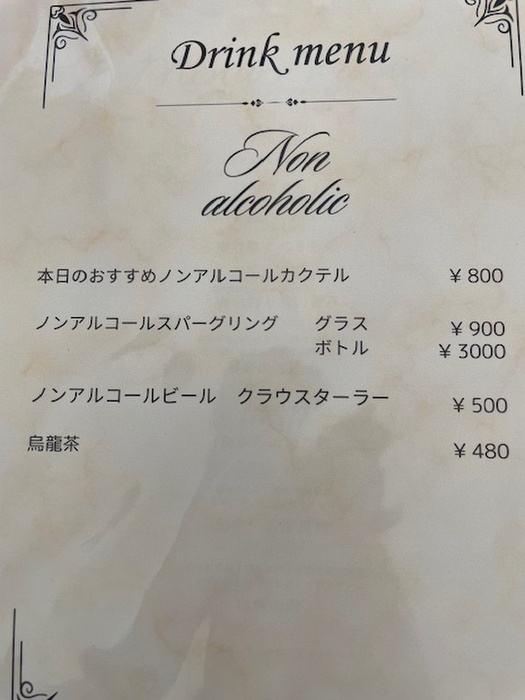 Drink menu
Non
alcoholic
本日のおすすめノンアルコールカクテル ¥800
ノンアルコールスパーグリング グラス ¥900
ボトル ¥3000
ノンアルコールビール クラウスターラー ¥500
烏龍茶 ¥480